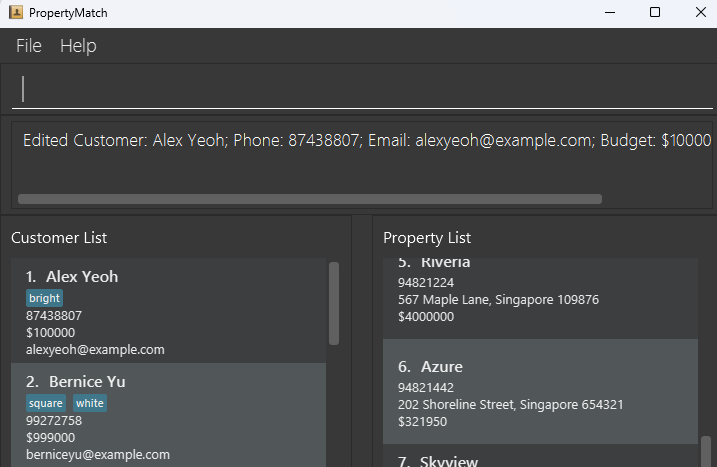 PropertyMatch
File Help
Edited Customer: Alex Yeoh; Phone: 87438807; Email: alexyeoh@example.com; Budget: $10000
Customer List
1. Alex Yeoh
bright
87438807
$100000
alexyeoh@example.com
2. Bernice Yu
square white
99272758
$999000
berniceyu@example.com
Property List
5. Riveria
94821224
567 Maple Lane, Singapore 109876
$4000000
6. Azure
94821442
202 Shoreline Street, Singapore 654321
$321950
7. Skyview